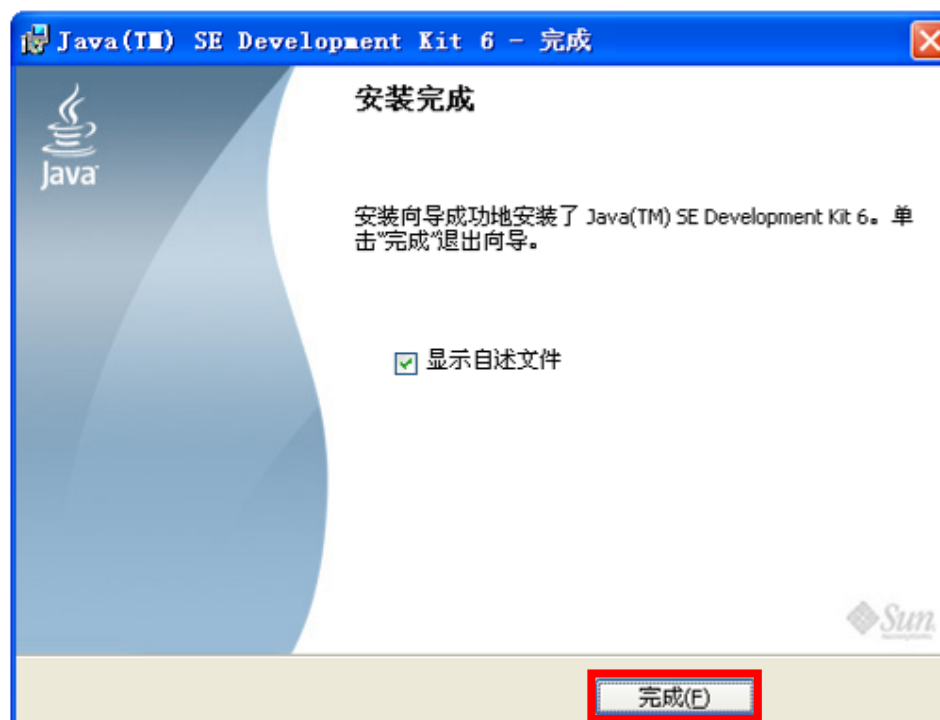 Java(TM) SE Development Kit 6 - 完成
Java
安装完成
安装向导成功地安装了 Java(TM) SE Development Kit 6。单
击“完成”退出向导。
显示自述文件
Sun
完成(F)